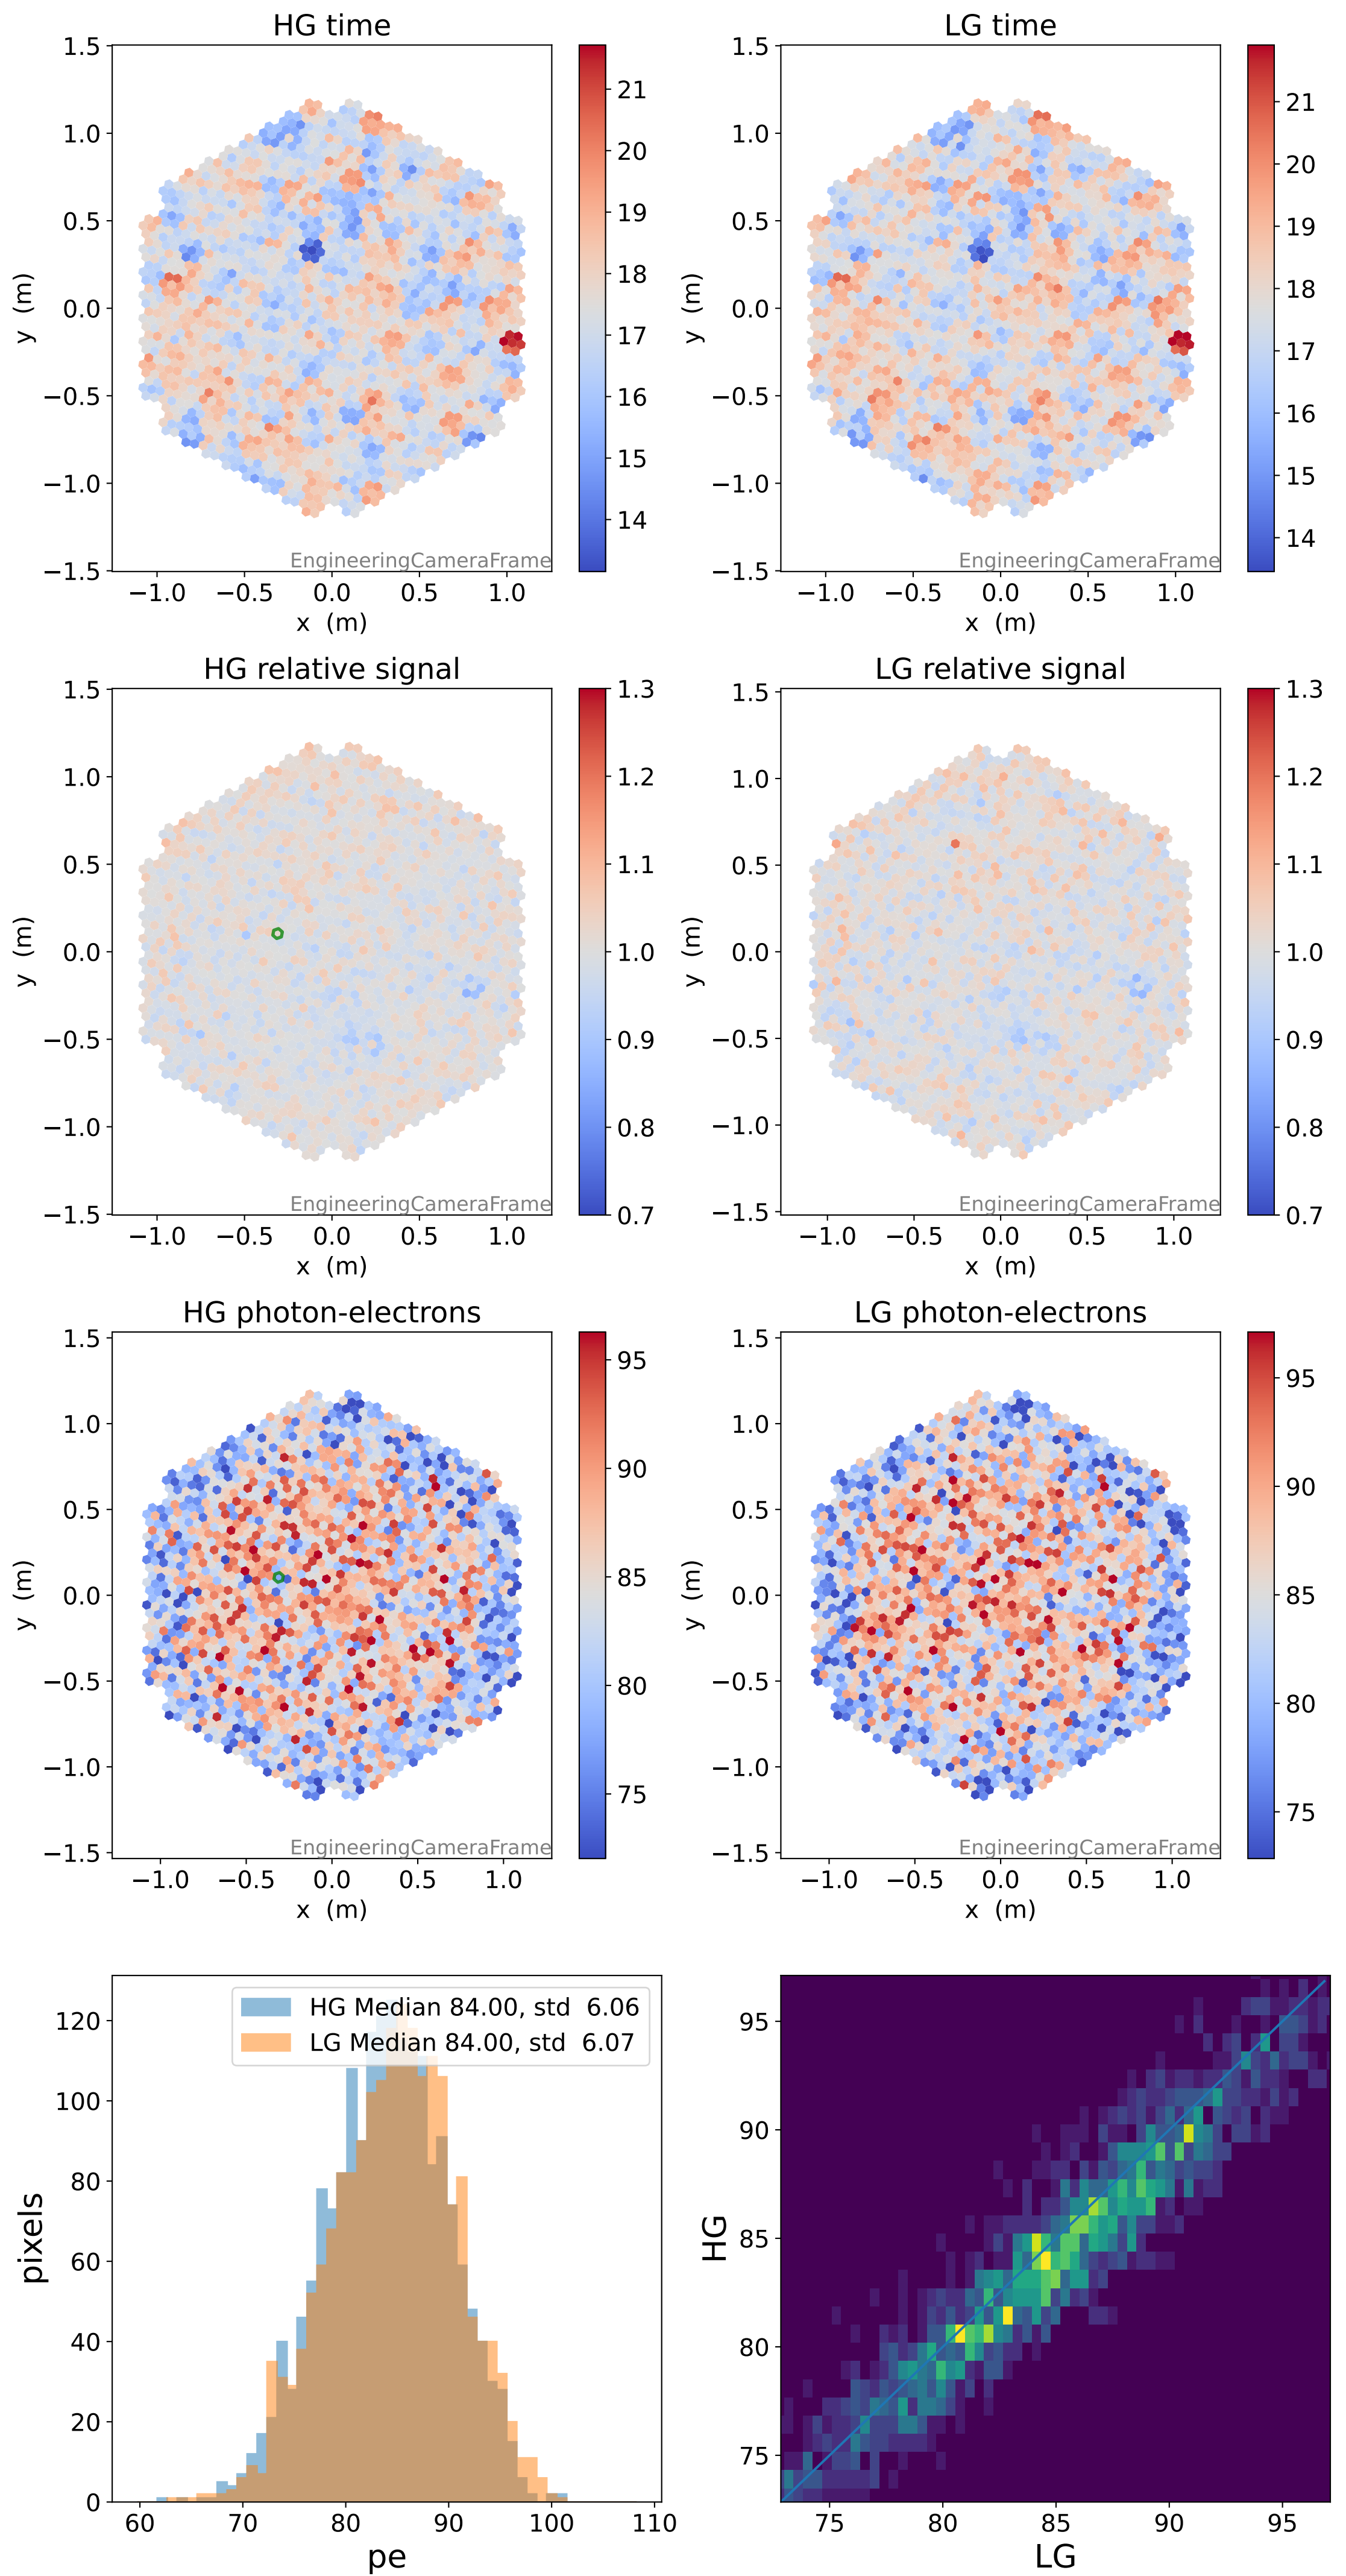 HG time
1.5
1.0
0.5
0.0
−0.5
−1.0
−1.5
y (m)
−1.0 −0.5 0.0 0.5 1.0
x (m)
EngineeringCameraFrame
21
20
19
18
17
16
15
14
LG time
1.5
1.0
0.5
0.0
−0.5
−1.0
−1.5
y (m)
−1.0 −0.5 0.0 0.5 1.0
x (m)
EngineeringCameraFrame
21
20
19
18
17
16
15
14
HG relative signal
1.5
1.0
0.5
0.0
−0.5
−1.0
−1.5
y (m)
−1.0 −0.5 0.0 0.5 1.0
x (m)
EngineeringCameraFrame
1.3
1.2
1.1
1.0
0.9
0.8
0.7
LG relative signal
1.5
1.0
0.5
0.0
−0.5
−1.0
−1.5
y (m)
−1.0 −0.5 0.0 0.5 1.0
x (m)
EngineeringCameraFrame
1.3
1.2
1.1
1.0
0.9
0.8
0.7
HG photon-electrons
1.5
1.0
0.5
0.0
−0.5
−1.0
−1.5
y (m)
−1.0 −0.5 0.0 0.5 1.0
x (m)
EngineeringCameraFrame
95
90
85
80
75
LG photon-electrons
1.5
1.0
0.5
0.0
−0.5
−1.0
−1.5
y (m)
−1.0 −0.5 0.0 0.5 1.0
x (m)
EngineeringCameraFrame
95
90
85
80
75
HG Median 84.00, std 6.06
LG Median 84.00, std 6.07
120
100
80
60
40
20
0
pixels
60 70 80 90 100 110
pe
95
90
85
80
75
HG
75 80 85 90 95
LG